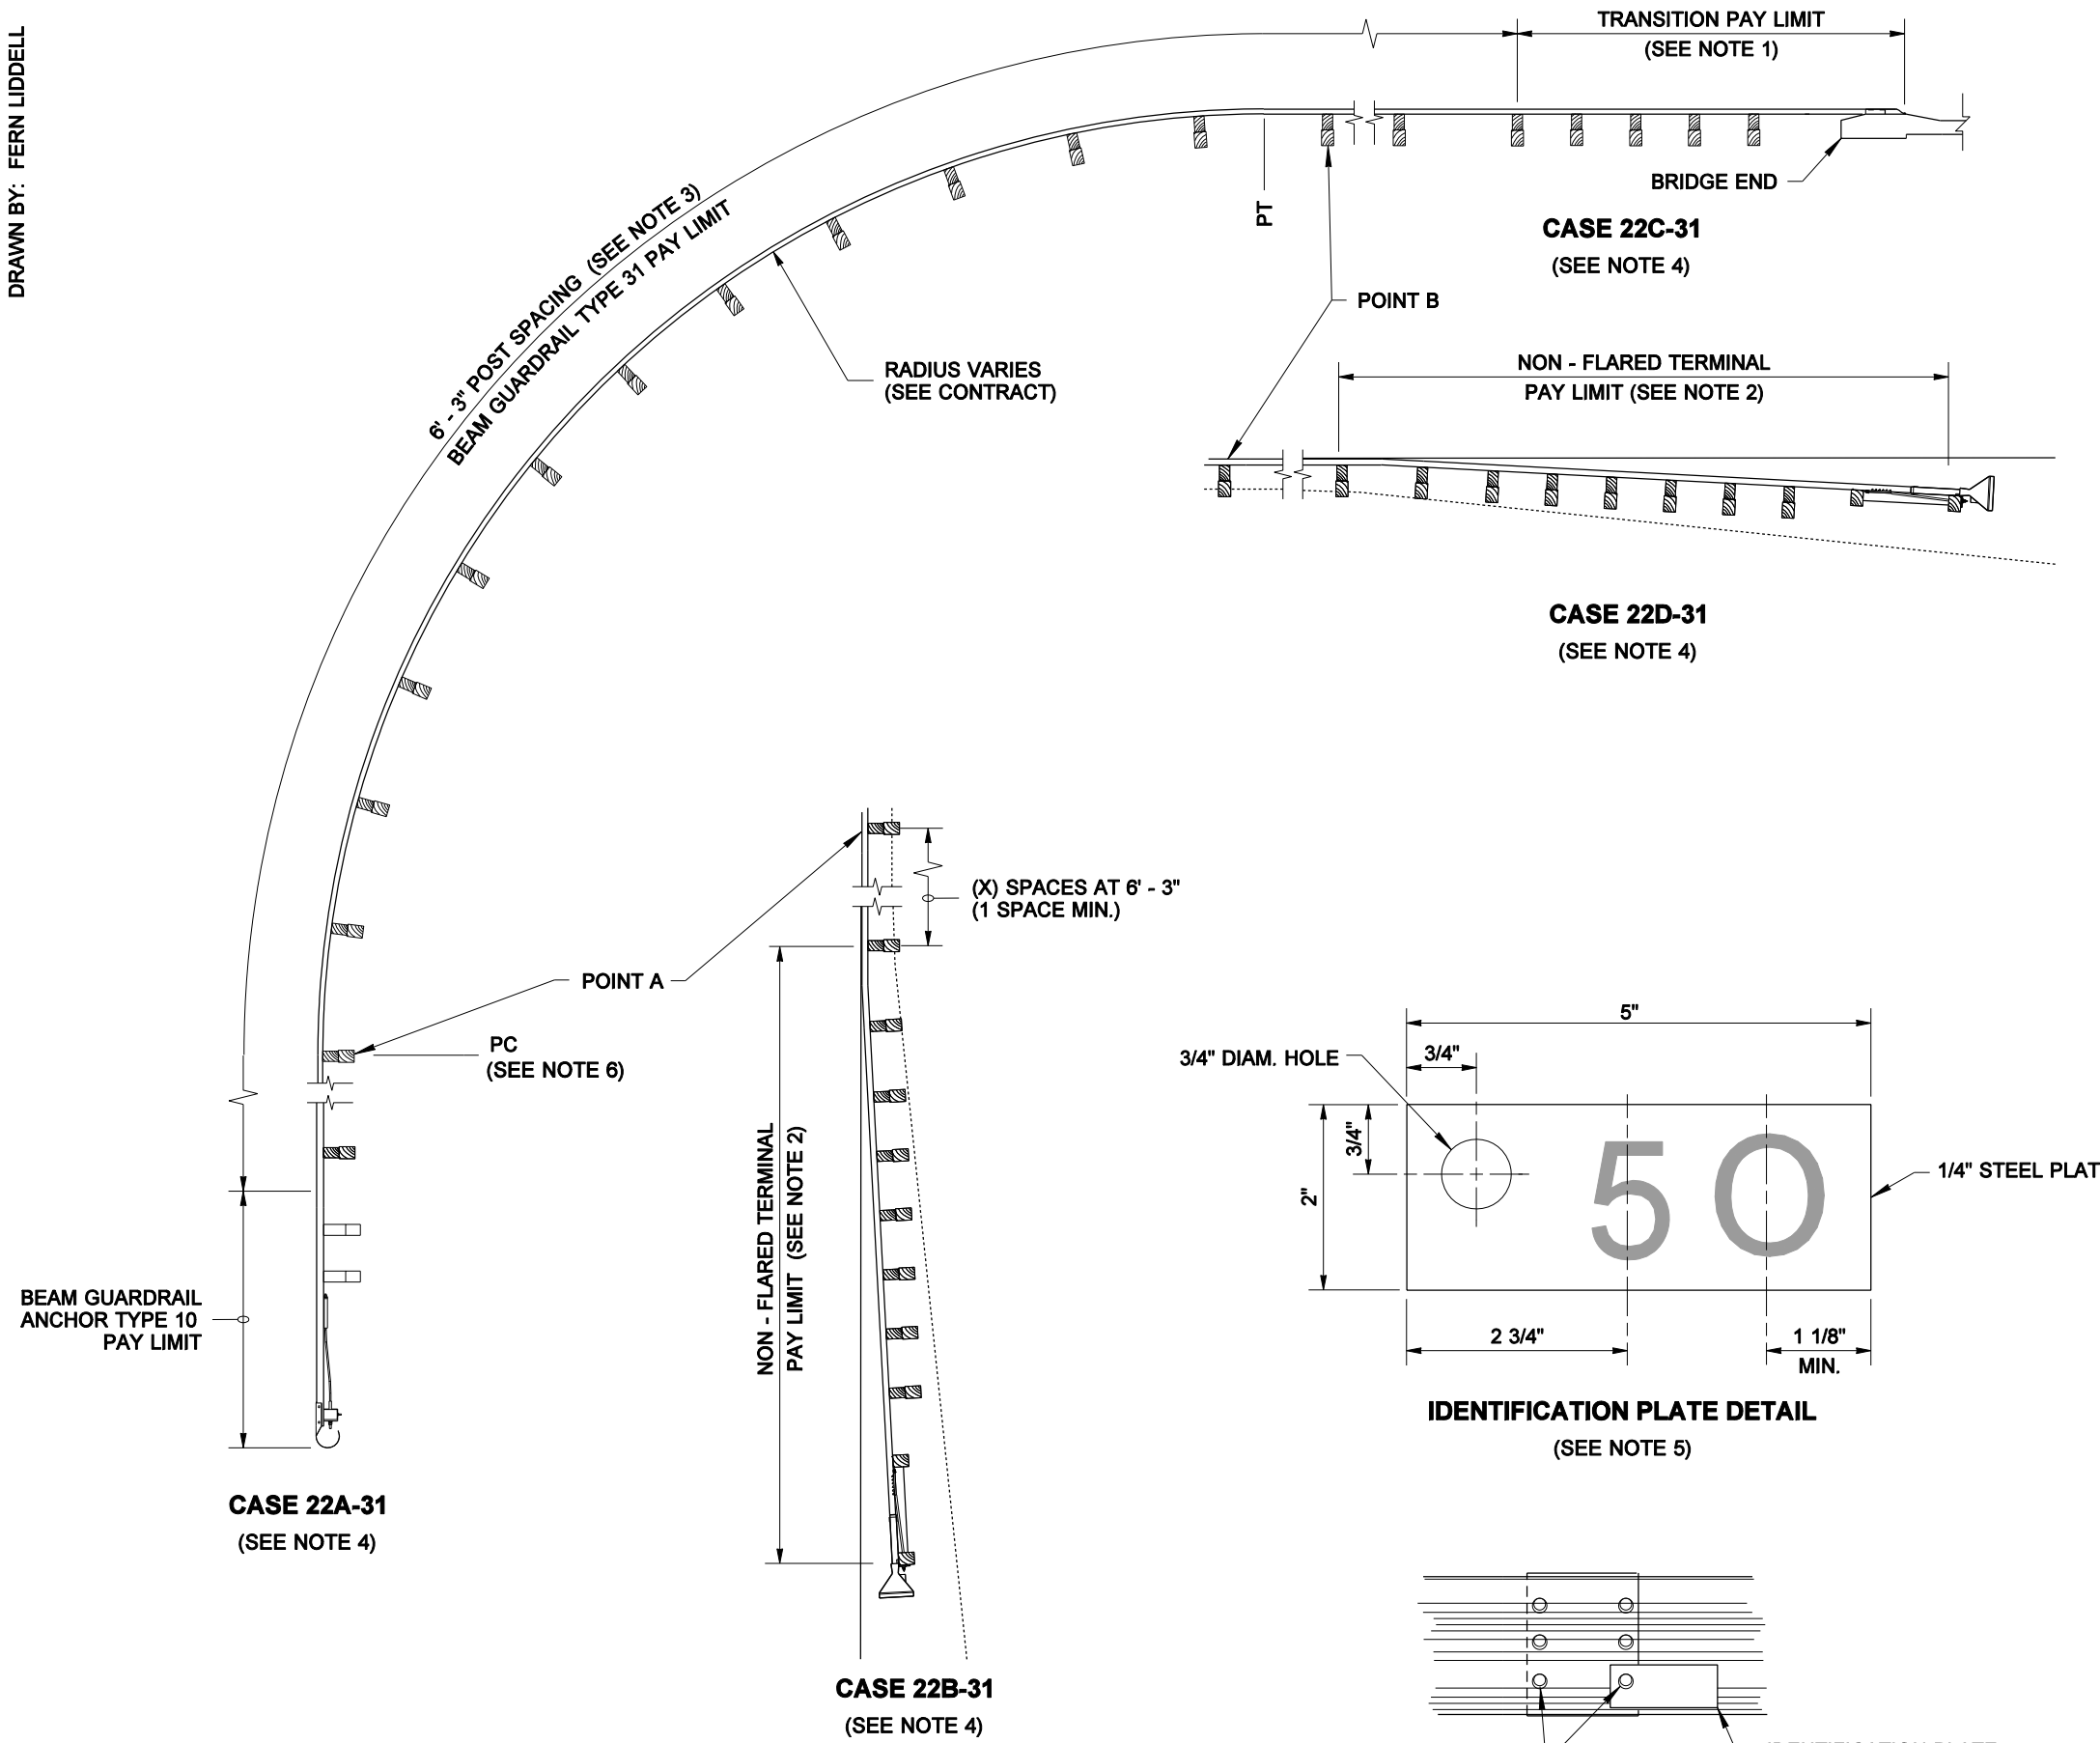 DRAWN BY: FERN LIDDELL
TRANSITION PAY LIMIT
(SEE NOTE 1)
BRIDGE END
PT
CASE 22C-31
(SEE NOTE 4)
POINT B
6' - 3" POST SPACING (SEE NOTE 3)
BEAM GUARDRAIL TYPE 31 PAY LIMIT
RADIUS VARIES
(SEE CONTRACT)
NON - FLARED TERMINAL
PAY LIMIT (SEE NOTE 2)
CASE 22D-31
(SEE NOTE 4)
(X) SPACES AT 6' - 3"
(1 SPACE MIN.)
POINT A
PC
(SEE NOTE 6)
NON - FLARED TERMINAL
PAY LIMIT (SEE NOTE 2)
BEAM GUARDRAIL
ANCHOR TYPE 10
PAY LIMIT
CASE 22A-31
(SEE NOTE 4)
CASE 22B-31
(SEE NOTE 4)
5"
3/4" DIAM. HOLE
3/4"
3/4"
2"
50
1/4" STEEL PLAT
2 3/4"
1 1/8"
MIN.
IDENTIFICATION PLATE DETAIL
(SEE NOTE 5)